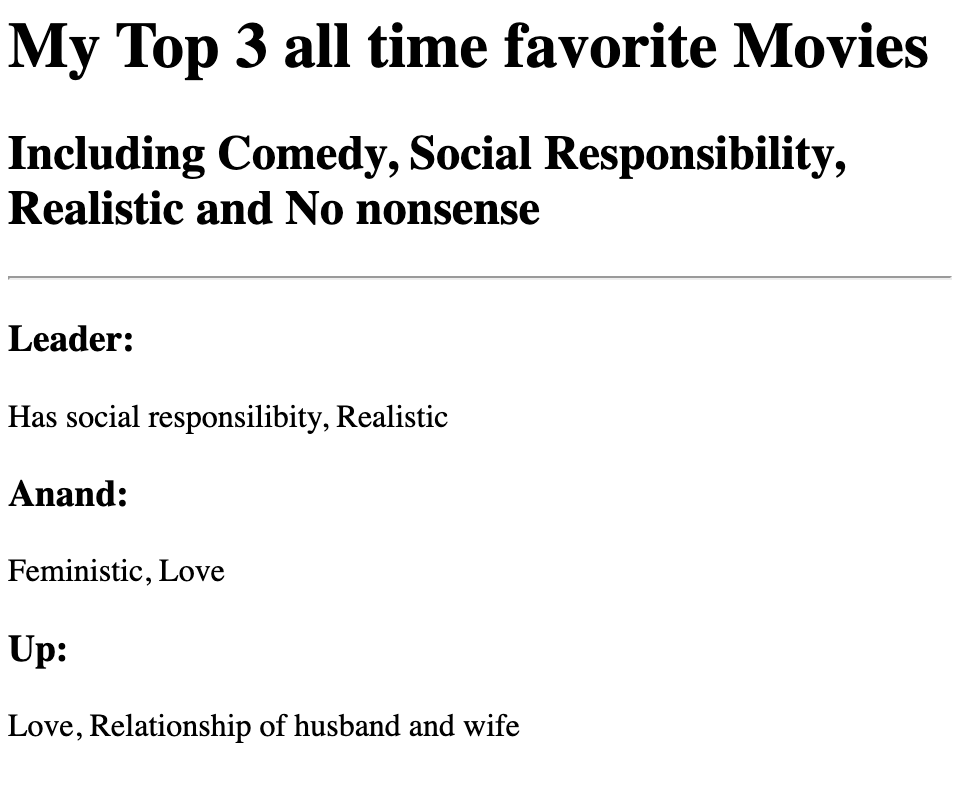 My Top 3 all time favorite Movies
Including Comedy, Social Responsibility,
Realistic and No nonsense
Leader:
Has social responsilibity, Realistic
Anand:
Feministic, Love
Up:
Love, Relationship of husband and wife